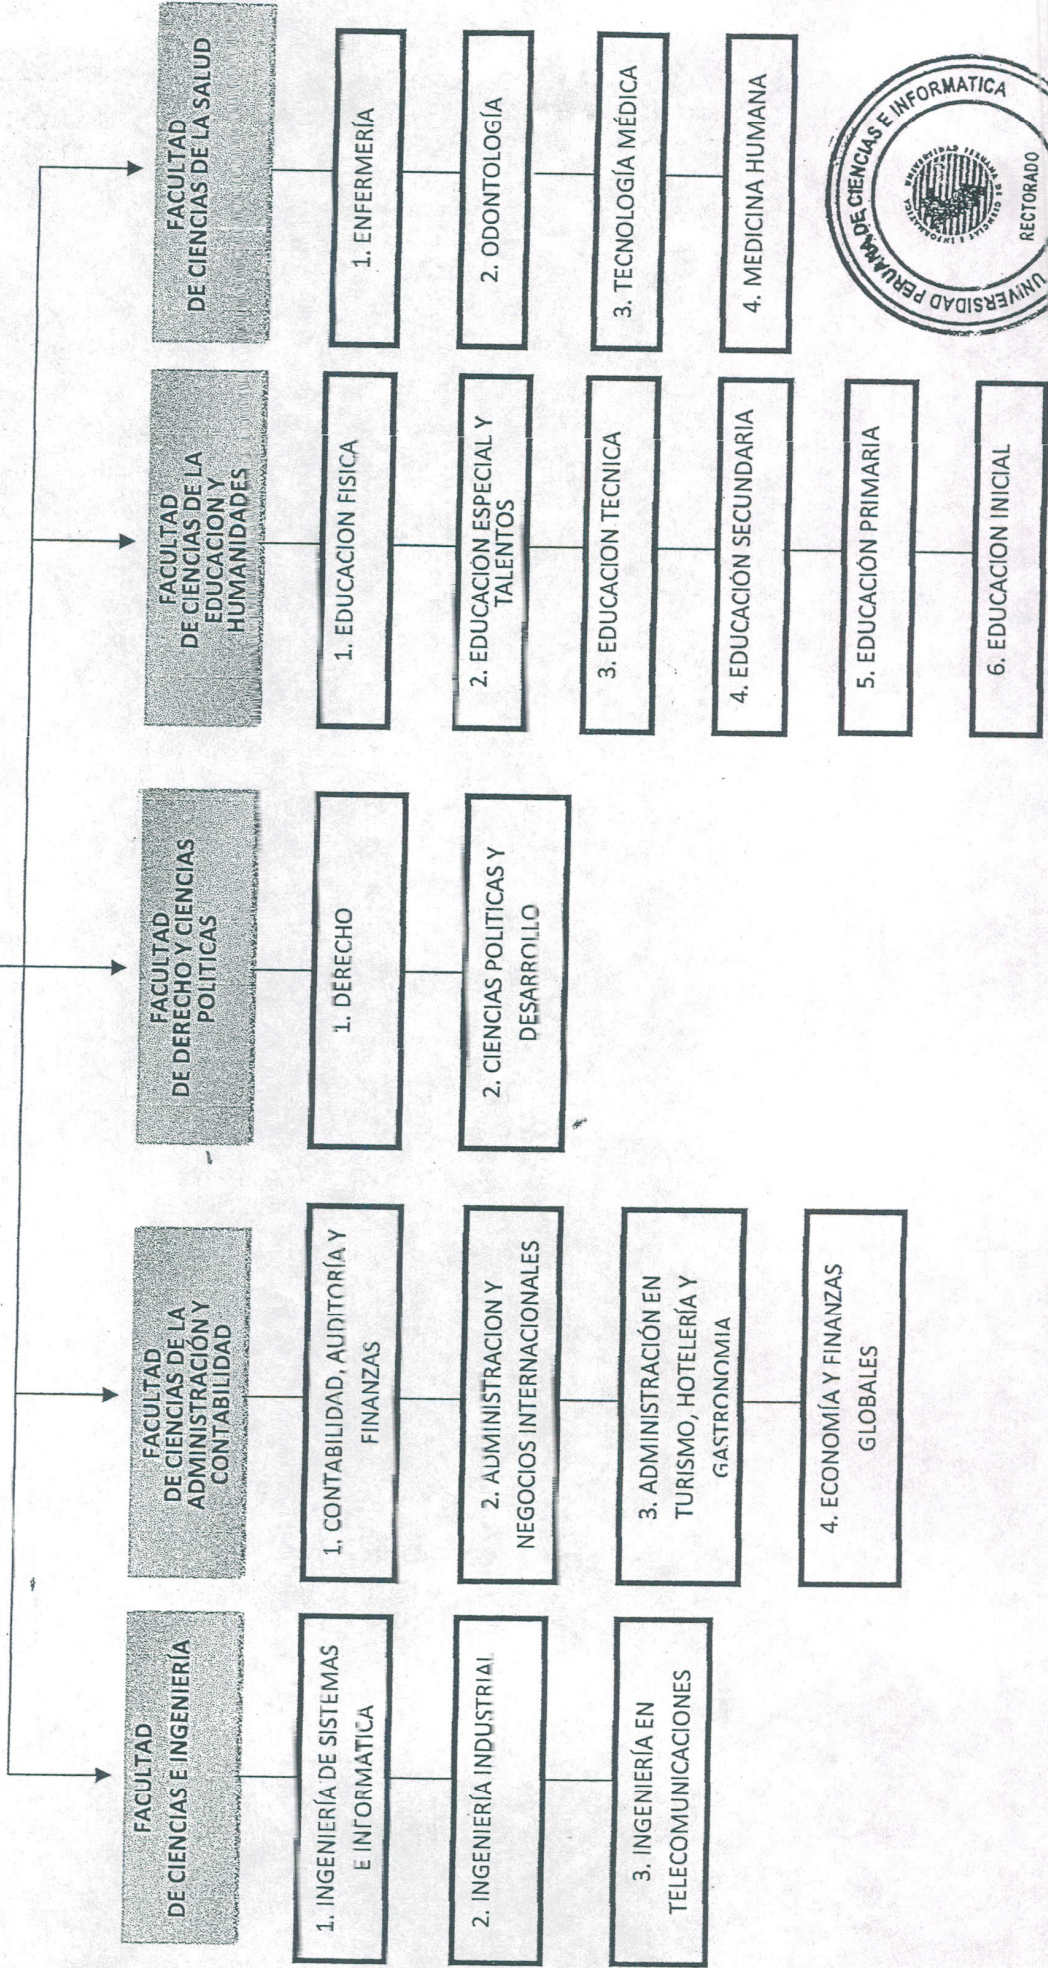 FACULTAD
DE CIENCIAS E INGENIERÍA
1. INGENIERÍA DE SISTEMAS
E INFORMATICA
2. INGENIERÍA INDUSTRIAL
3. INGENIERÍA EN
TELECOMUNICACIONES
FACULTAD
DE CIENCIAS DE LA
ADMINISTRACIÓN Y
CONTABILIDAD
1. CONTABILIDAD, AUDITORÍA Y
FINANZAS
2. ADMINISTRACION Y
NEGOCIOS INTERNACIONALES
3. ADMINISTRACIÓN EN
TURISMO, HOTELERÍA Y
GASTRONOMIA
4. ECONOMÍA Y FINANZAS
GLOBALES
FACULTAD
DE DERECHO Y CIENCIAS
POLITICAS
1. DERECHO
2. CIENCIAS POLITICAS Y
DESARROLLO
FACULTAD
DE CIENCIAS DE LA
EDUCACION Y
HUMANIDADES
1. EDUCACION FISICA
2. EDUCACIÓN ESPECIAL Y
TALENTOS
3. EDUCACION TECNICA
4. EDUCACIÓN SECUNDARIA
5. EDUCACIÓN PRIMARIA
6. EDUCACION INICIAL
FACULTAD
DE CIENCIAS DE LA SALUD
1. ENFERMERÍA
2. ODONTOLOGÍA
3. TECNOLOGÍA MÉDICA
4. MEDICINA HUMANA
UNIVERSIDAD PERUANA DE CIENCIAS E INFORMATICA
UNIVERSIDAD PERUANA DE CIENCIAS E INFORMATICA
RECTORADO